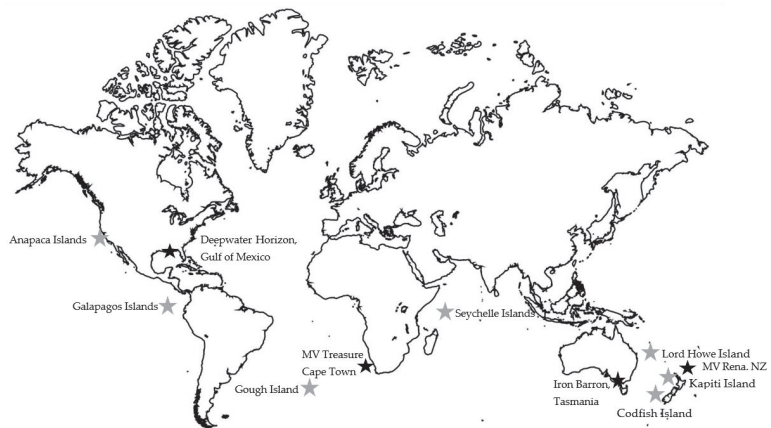 Anapaca Islands
Deepwater Horizon,
Gulf of Mexico
Galapagos Islands
Seychelle Islands
MV Treasure
Cape Town
Gough Island
Lord Howe Island
MV Rena. NZ
Kapiti Island
Iron Barron,
Tasmania
Codfish Island